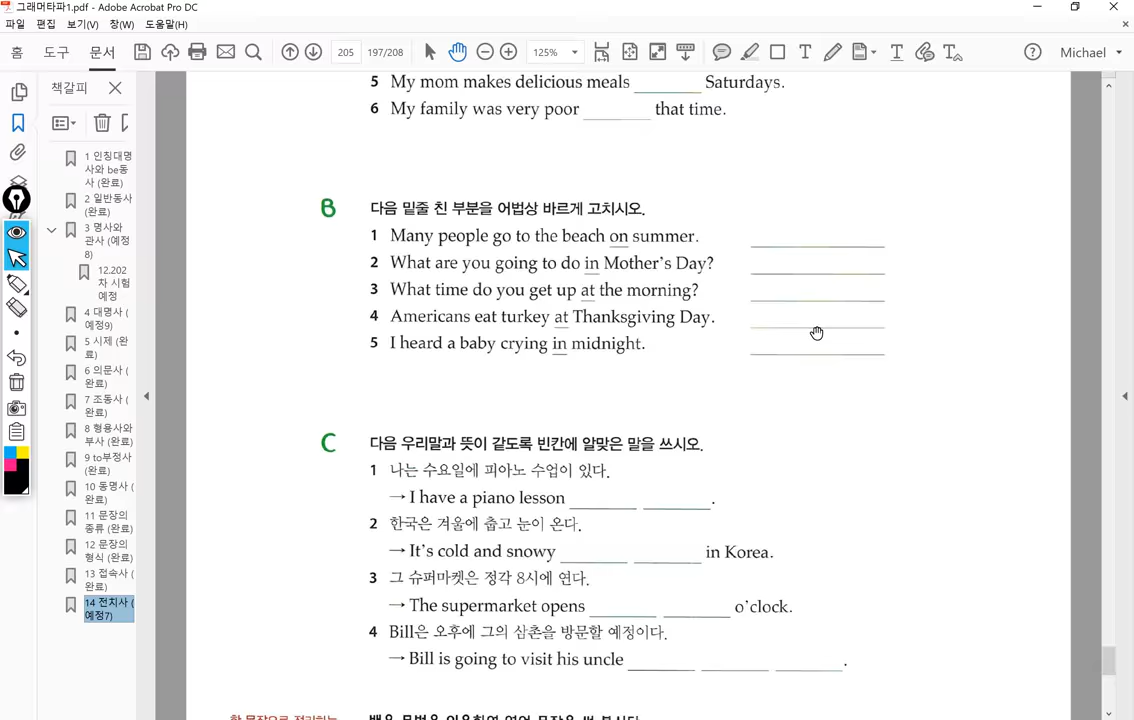 그래머타파1.pdf - Adobe Acrobat Pro DC
파일 편집 보기(V) 창(W) 도움말(H)
홈 도구 문서 205 197/208 125% Michael
책갈피
1 인칭대명
사와 be동
사 (완료)
2 일반동사
(완료)
3 명사와
관사 (예정
8)
12.202
차 시험
예정
4 대명사 (
예정9)
5 시제 (완
료)
6 의문사 (
완료)
7 조동사 (
완료)
8 형용사와
부사 (완료)
9 to부정사
(완료)
10 동명사 (
완료)
11 문장의
종류 (완료)
12 문장의
형식 (완료)
13 접속사 (
완료)
14 전치사 (
예정7)
5 My mom makes delicious meals ______ Saturdays.
6 My family was very poor ______ that time.
B 다음 밑줄 친 부분을 어법상 바르게 고치시오.
1 Many people go to the beach on summer.
2 What are you going to do in Mother's Day?
3 What time do you get up at the morning?
4 Americans eat turkey at Thanksgiving Day.
5 I heard a baby crying in midnight.
C 다음 우리말과 뜻이 같도록 빈칸에 알맞은 말을 쓰시오.
1 나는 수요일에 피아노 수업이 있다.
→ I have a piano lesson ______ ______.
2 한국은 겨울에 춥고 눈이 온다.
→ It's cold and snowy ______ ______ in Korea.
3 그 슈퍼마켓은 정각 8시에 연다.
→ The supermarket opens ______ ______ o'clock.
4 Bill은 오후에 그의 삼촌을 방문할 예정이다.
→ Bill is going to visit his uncle ______ ______ ______.